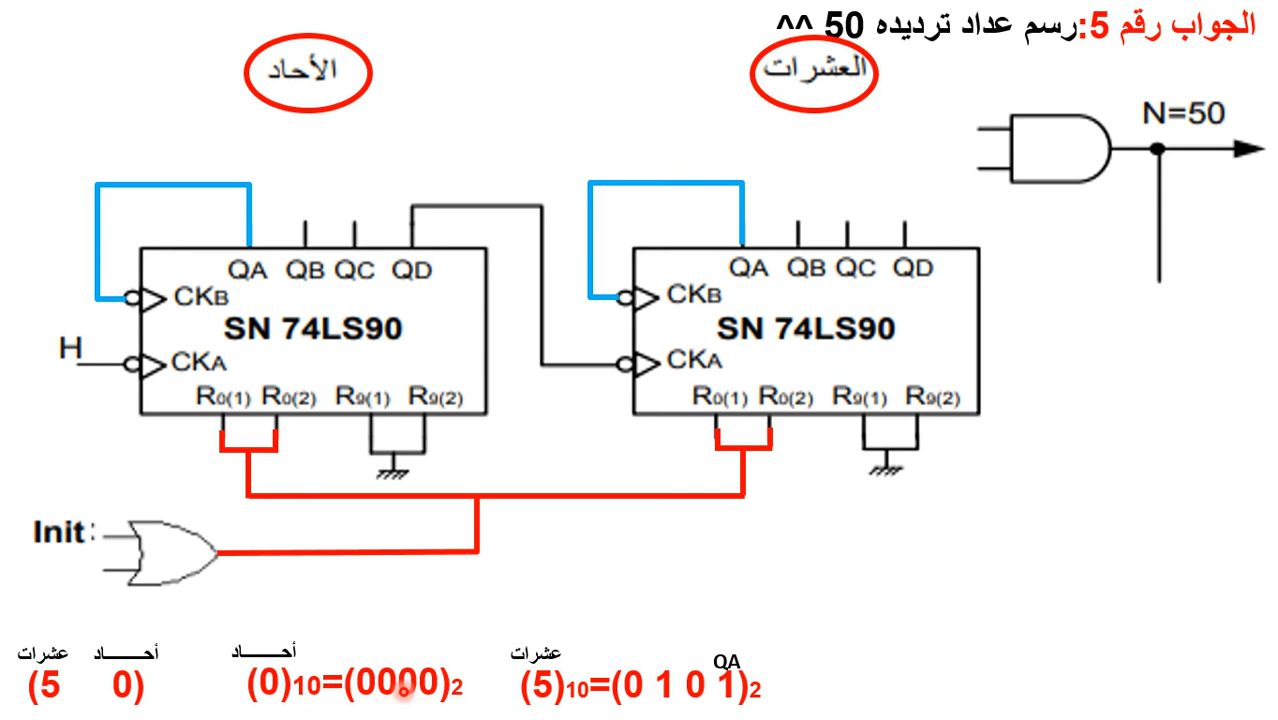 الجواب رقم 5:رسم عداد ترديده 50 ^^
الأحاد
العشرات
N=50
QA QB QC QD
CKB
SN 74LS90
H
CKA
R0(1) R0(2) R9(1) R9(2)
QA QB QC QD
CKB
SN 74LS90
CKA
R0(1) R0(2) R9(1) R9(2)
Init :
عشرات أحـــــاد
(5 0)
أحـــــاد
(0)10=(0000)2
عشرات
QA
(5)10=(0 1 0 1)2